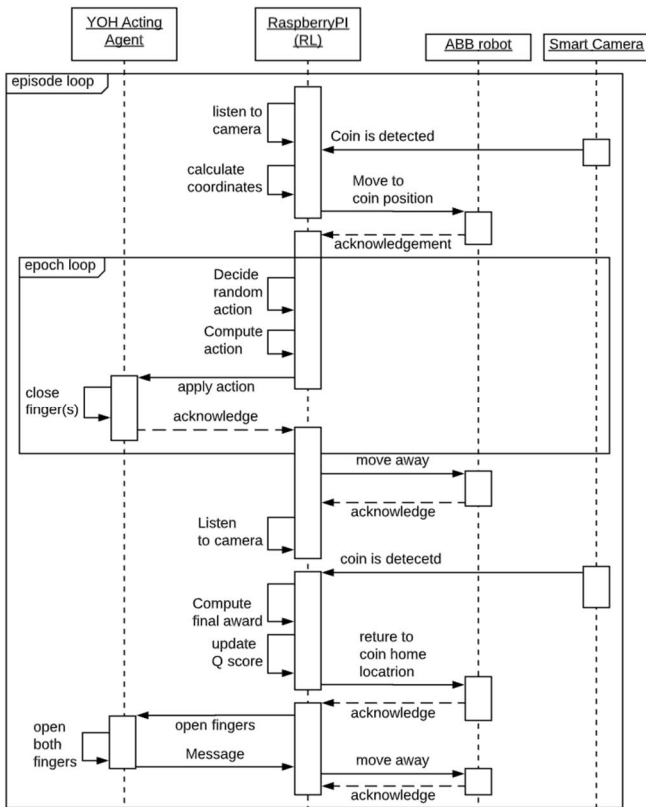 YOH Acting
Agent
RaspberryPI
(RL)
ABB robot
Smart Camera
episode loop
listen to
camera
Coin is detected
calculate
coordinates
Move to
coin position
acknowledgement
epoch loop
Decide
random
action
Compute
action
apply action
close
finger(s)
acknowledge
move away
acknowledge
Listen
to camera
coin is detecetd
Compute
final award
update
Q score
reture to
coin home
locatrion
acknowledge
open fingers
open
both
fingers
Message
move away
acknowledge